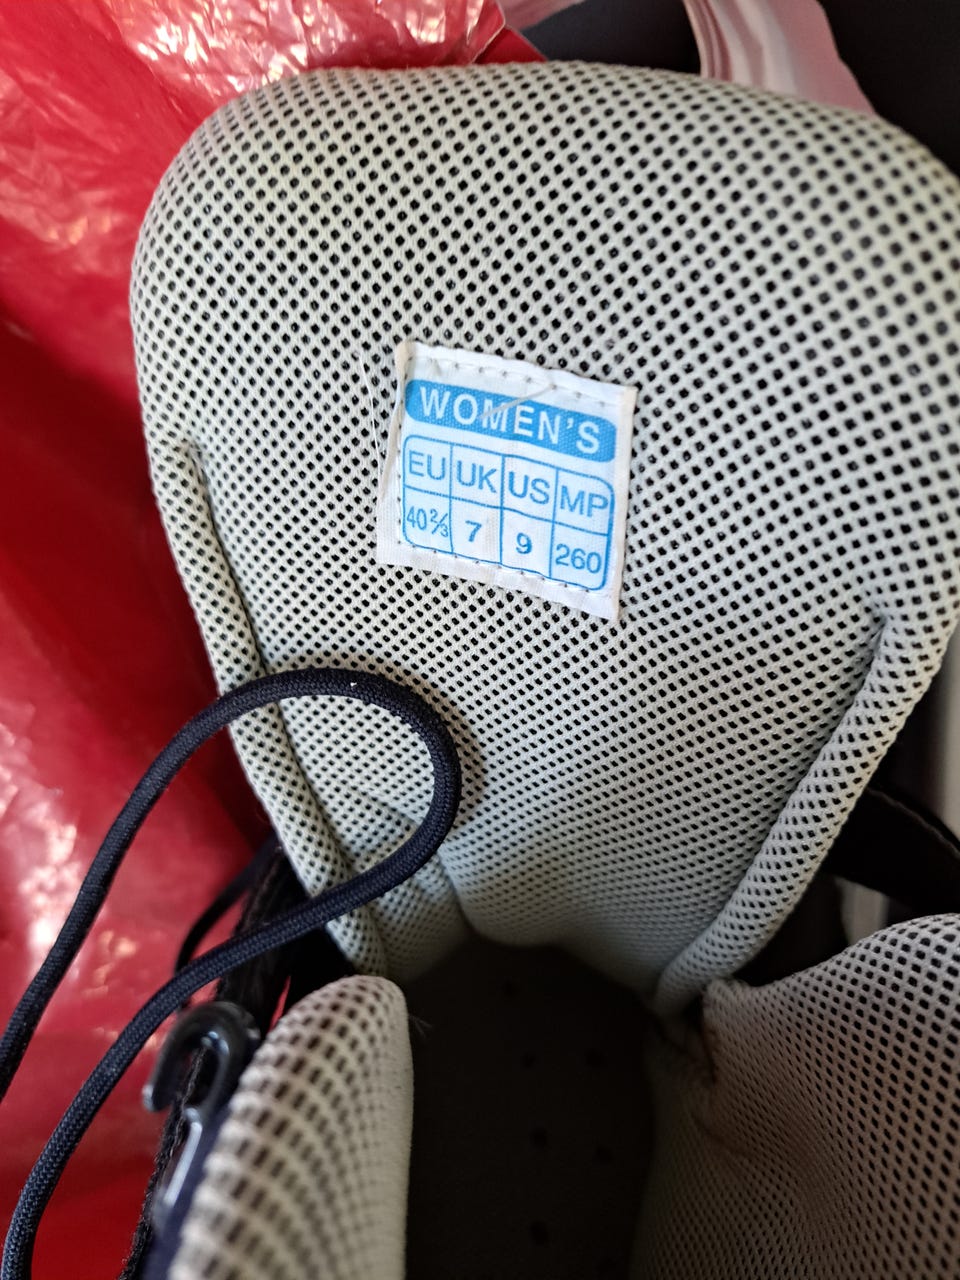 WOMEN'S
EU UK US MP
40⅔ 7 9 260